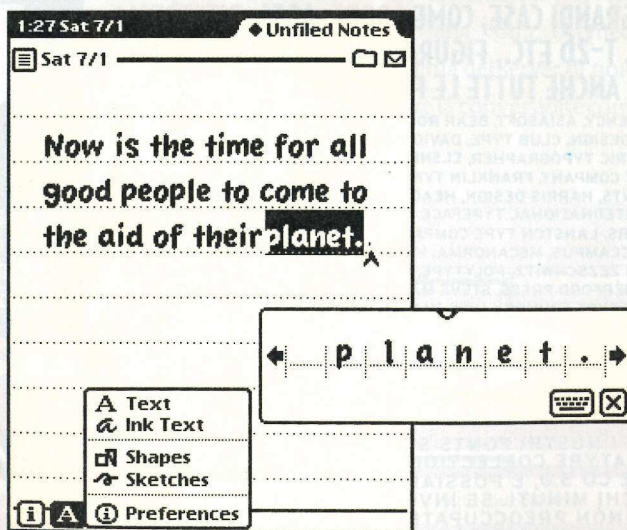 1:27 Sat 7/1
Unfiled Notes
Sat 7/1
Now is the time for all
good people to come to
the aid of their planet.
p l a n e t .
A Text
a Ink Text
Shapes
Sketches
i A
i Preferences